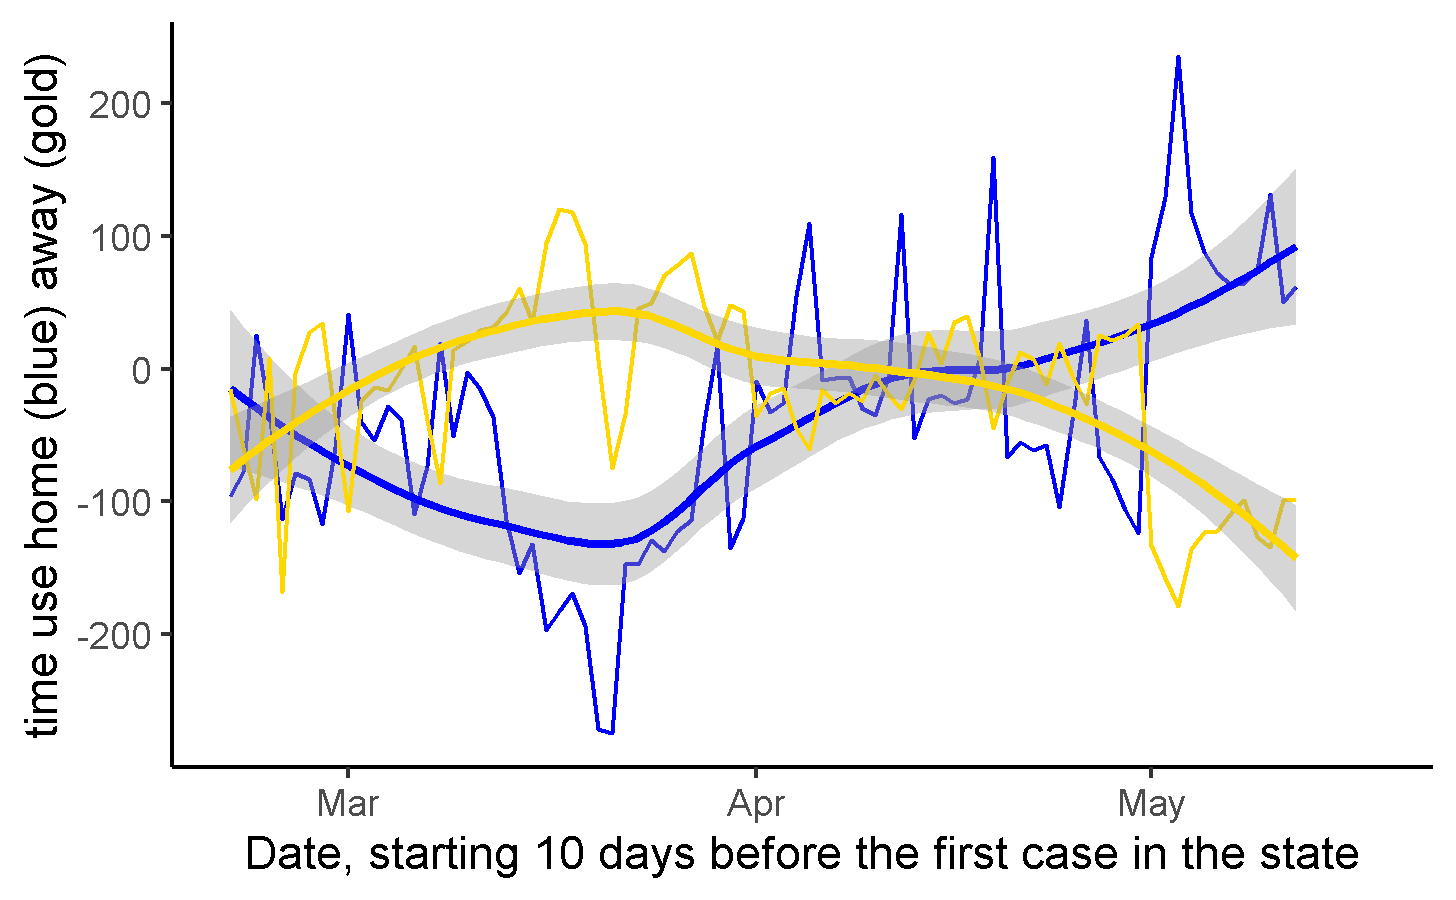 time use home (blue) away (gold)
200
100
0
-100
-200
Mar
Apr
May
Date, starting 10 days before the first case in the state